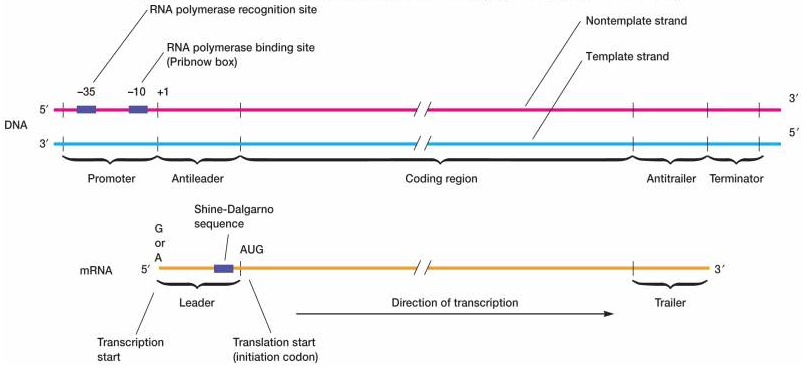 RNA polymerase recognition site
Nontemplate strand
RNA polymerase binding site
(Pribnow box)
Template strand
−35
−10
+1
5′
3′
DNA
3′
5′
Promoter
Antileader
Coding region
Antitrailer
Terminator
Shine-Dalgarno
sequence
G
or
A
AUG
mRNA
5′
3′
Leader
Direction of transcription
Trailer
Transcription
start
Translation start
(initiation codon)